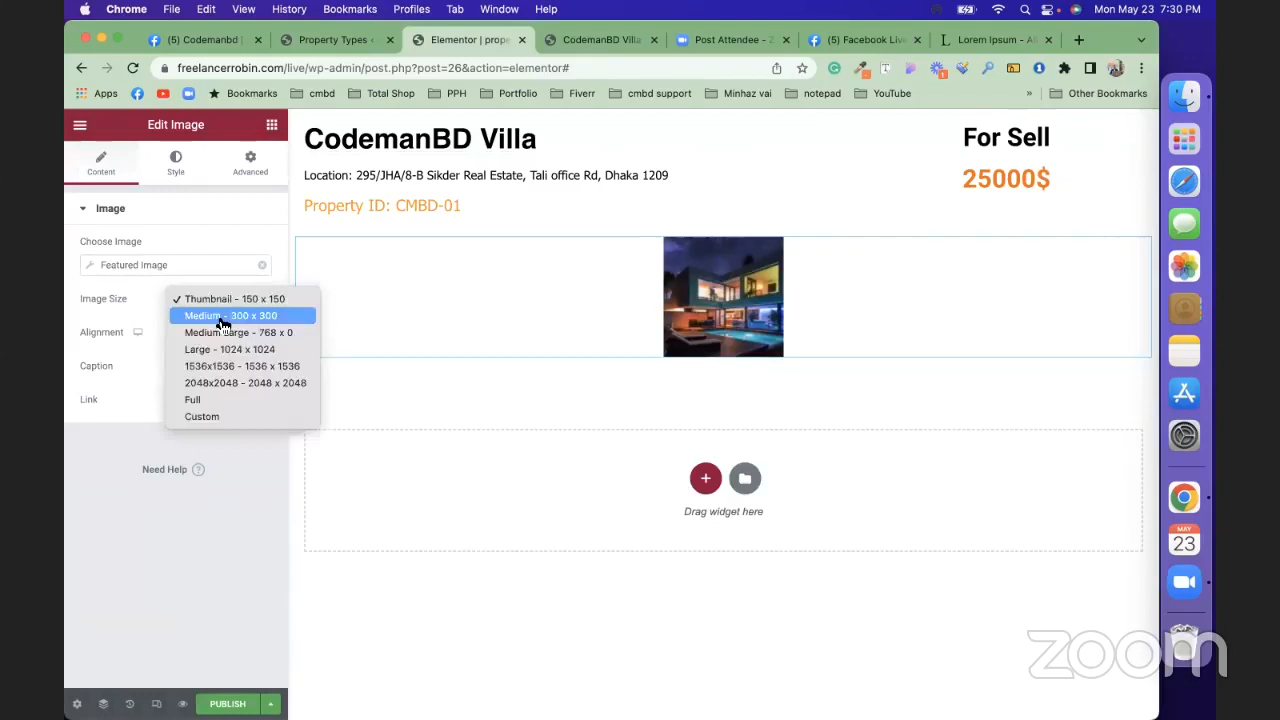 Chrome File Edit View History Bookmarks Profiles Tab Window Help Mon May 23 7:30 PM
(5) Codemanbd | Property Types ‹ Elementor | prope CodemanBD Villa Post Attendee - Z (5) Facebook Live Lorem Ipsum - All
freelancerrobin.com/live/wp-admin/post.php?post=26&action=elementor#
Apps Bookmarks cmbd Total Shop PPH Portfolio Fiverr cmbd support Minhaz vai notepad YouTube » Other Bookmarks
Edit Image
Content Style Advanced
Image
Choose Image
Featured Image
Image Size
Alignment
Caption
Link
✓ Thumbnail - 150 x 150
Medium - 300 x 300
Medium Large - 768 x 0
Large - 1024 x 1024
1536x1536 - 1536 x 1536
2048x2048 - 2048 x 2048
Full
Custom
Need Help ?
PUBLISH
CodemanBD Villa
Location: 295/JHA/8-B Sikder Real Estate, Tali office Rd, Dhaka 1209
Property ID: CMBD-01
For Sell
25000$
Drag widget here
MAY
23
zoom